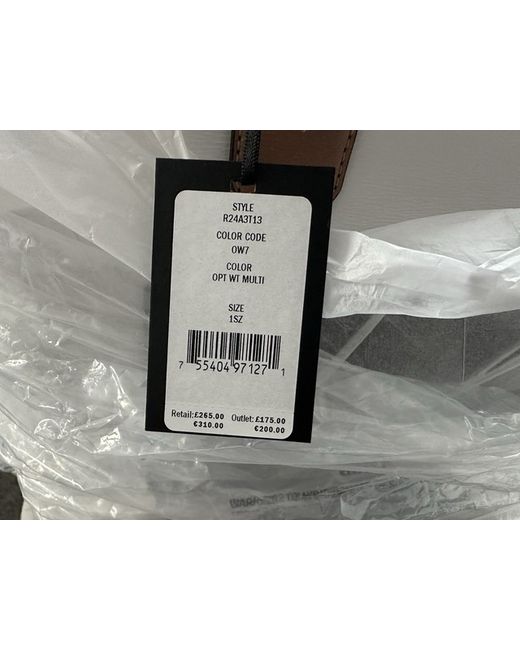 STYLE
R24A3T13
COLOR CODE
OW7
COLOR
OPT WT MULTI
SIZE
1SZ
7 55404 97127 1
Retail:£265.00 Outlet:£175.00
€310.00 €200.00